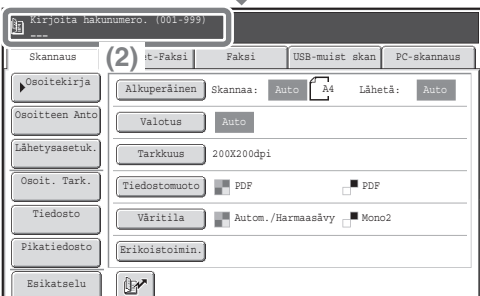 Kirjoita hakunumero. (001-999)
---
Skannaus (2) et-Faksi Faksi USB-muist skan PC-skannaus
Osoitekirja Alkuperäinen Skannaa: Auto A4 Lähetä: Auto
Osoitteen Anto Valotus Auto
Lähetysasetuk. Tarkkuus 200X200dpi
Osoit. Tark. Tiedostomuoto PDF PDF
Tiedosto Väritila Autom./Harmaasävy Mono2
Pikatiedosto Erikoistoimin.
Esikatselu